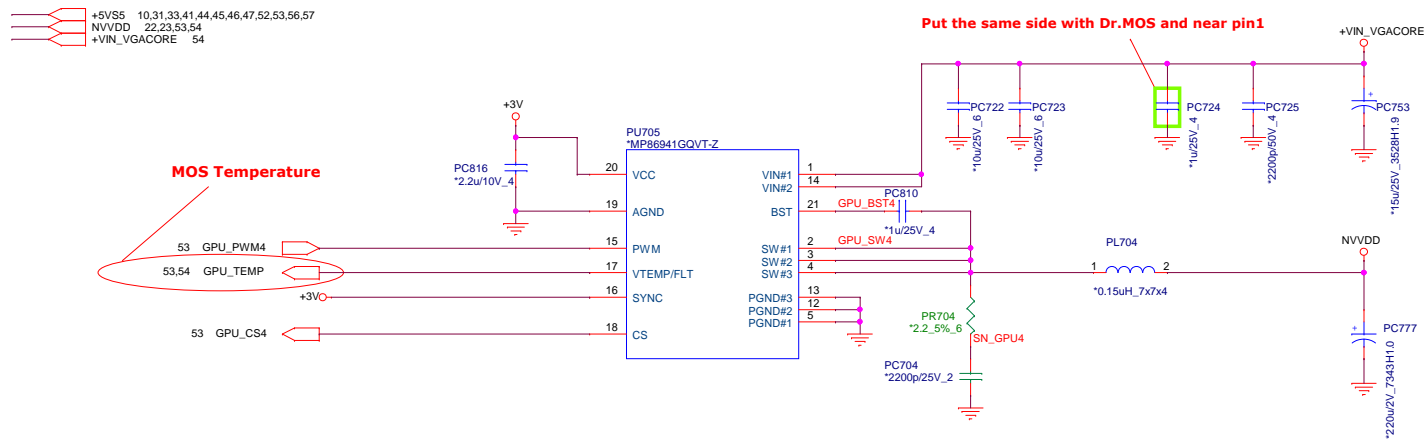 +5VS5 10,31,33,41,44,45,46,47,52,53,56,57
NVVDD 22,23,53,54
+VIN_VGACORE 54
Put the same side with Dr.MOS and near pin1
+VIN_VGACORE
+3V
PU705
*MP86941GQVT-Z
PC816
*2.2u/10V_4
MOS Temperature
53 GPU_PWM4
53,54 GPU_TEMP
+3V
53 GPU_CS4
20 VCC
19 AGND
15 PWM
17 VTEMP/FLT
16 SYNC
18 CS
VIN#1 1
VIN#2 14
BST 21
SW#1 2
SW#2 3
SW#3 4
PGND#3 13
PGND#2 12
PGND#1 5
GPU_BST4
PC810
*1u/25V_4
GPU_SW4
PC722
*10u/25V_6
PC723
*10u/25V_6
PC724
*1u/25V_4
PC725
*2200p/50V_4
+
PC753
*15u/25V_3528H1.9
PL704
1 2
*0.15uH_7x7x4
NVVDD
PR704
*2.2_5%_6
SN_GPU4
PC704
*2200p/25V_2
+
PC777
*220u/2V_7343H1.0